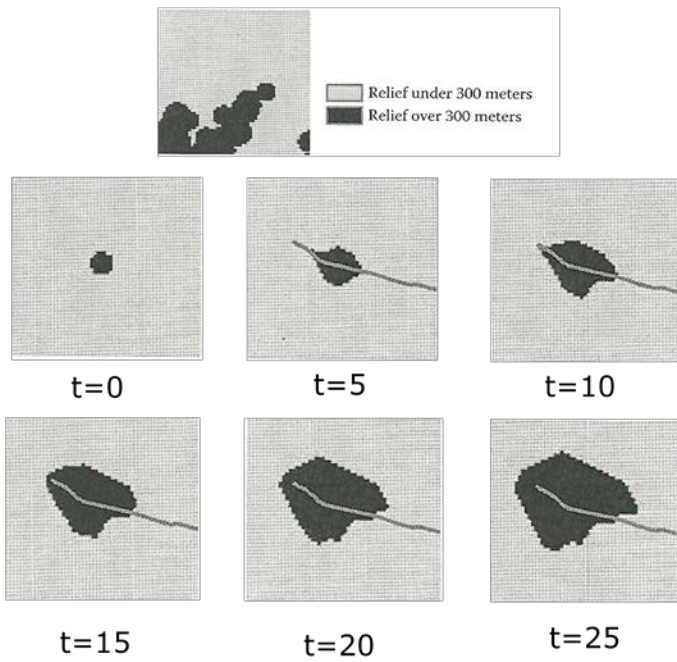 Relief under 300 meters
Relief over 300 meters
t=0
t=5
t=10
t=15
t=20
t=25